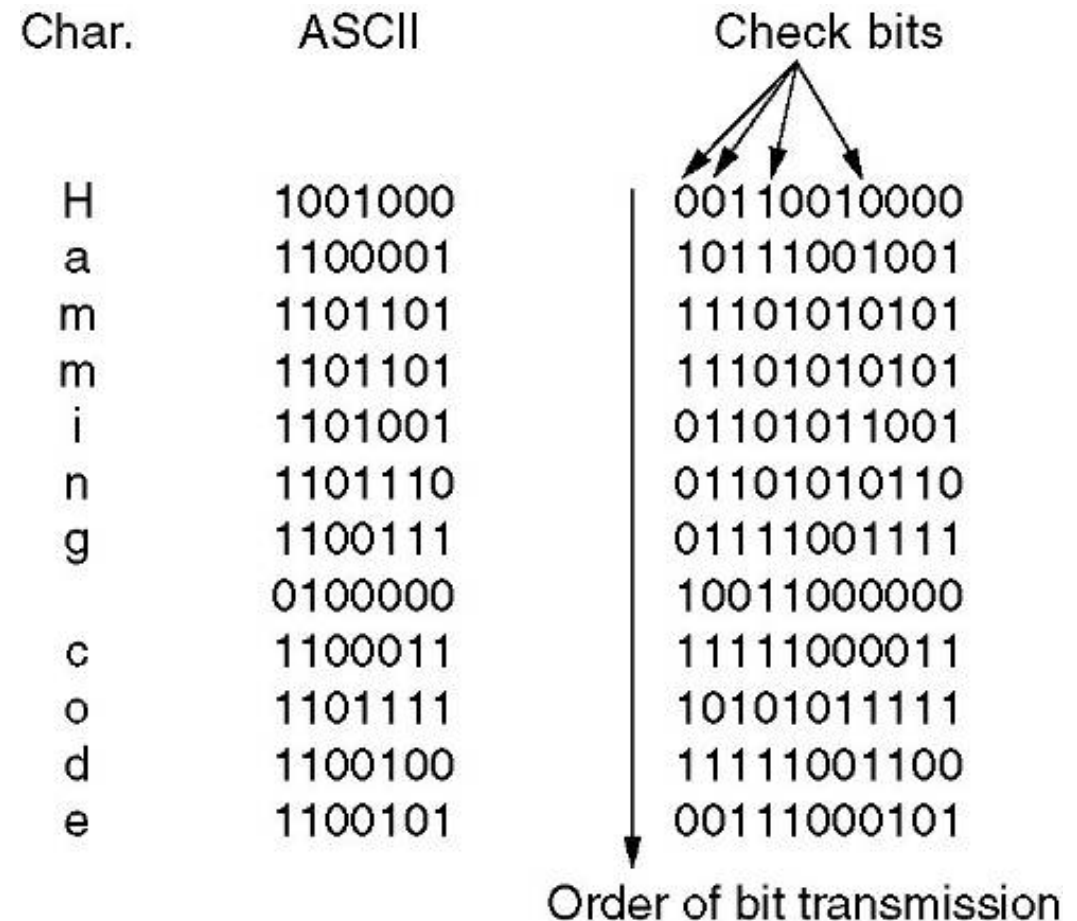 Char. ASCII Check bits
H 1001000 00110010000
a 1100001 10111001001
m 1101101 11101010101
m 1101101 11101010101
i 1101001 01101011001
n 1101110 01101010110
g 1100111 01111001111
0100000 10011000000
c 1100011 11111000011
o 1101111 10101011111
d 1100100 11111001100
e 1100101 00111000101
Order of bit transmission